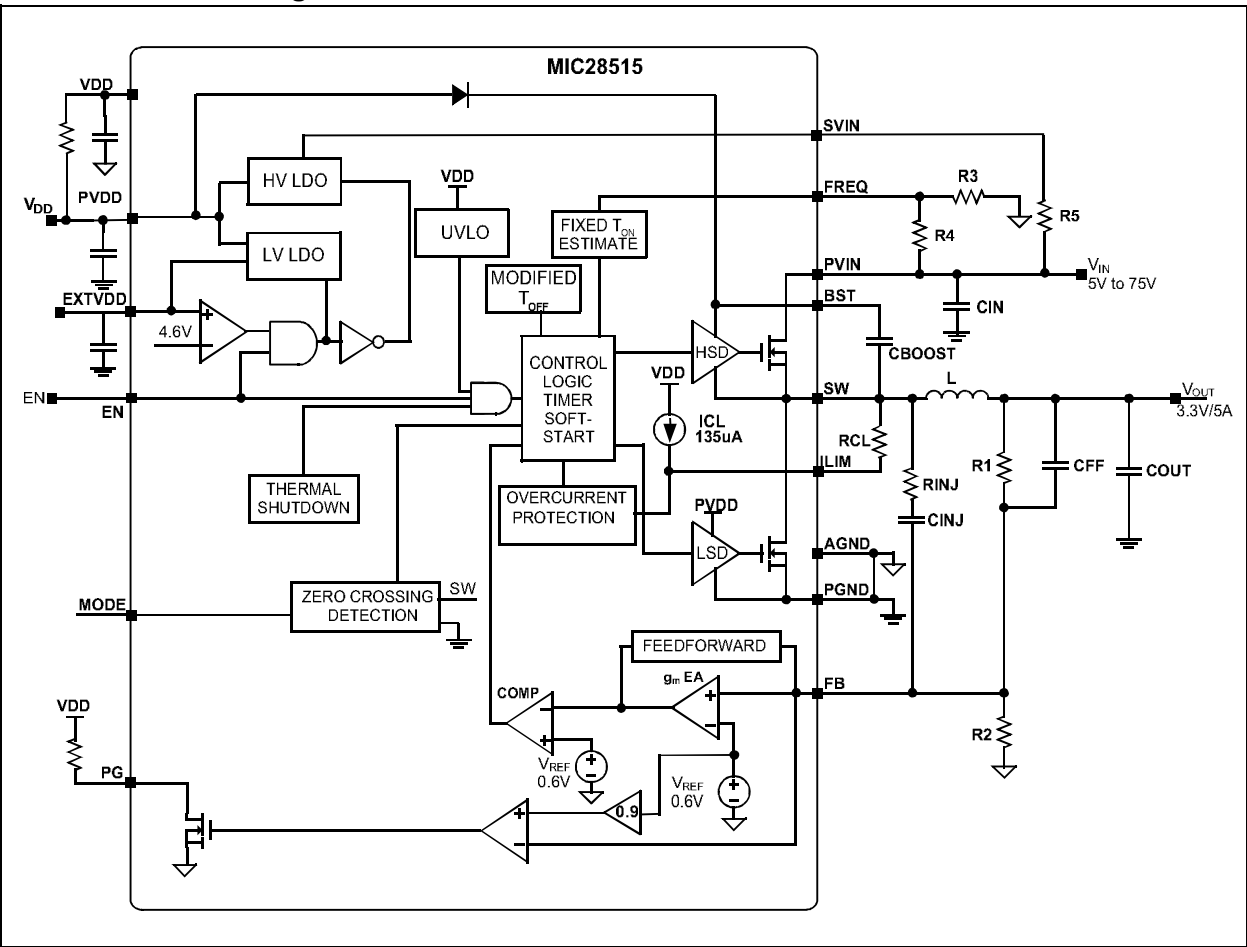 MIC28515
VDD
SVIN
HV LDO
VDD
FREQ
R3
V_DD
PVDD
UVLO
FIXED T_ON
ESTIMATE
R4
R5
LV LDO
MODIFIED
T_OFF
PVIN
V_IN
5V to 75V
EXTVDD
BST
CIN
+
4.6V
–
HSD
CBOOST
CONTROL
LOGIC
TIMER
SOFT-
START
VDD
SW
L
V_OUT
3.3V/5A
EN
EN
ICL
135uA
RCL
ILIM
R1
CFF
COUT
RINJ
CINJ
THERMAL
SHUTDOWN
OVERCURRENT
PROTECTION
PVDD
LSD
AGND
PGND
MODE
ZERO CROSSING
DETECTION
SW
FEEDFORWARD
g_m EA
COMP
FB
VDD
V_REF
0.6V
V_REF
0.6V
R2
PG
0.9